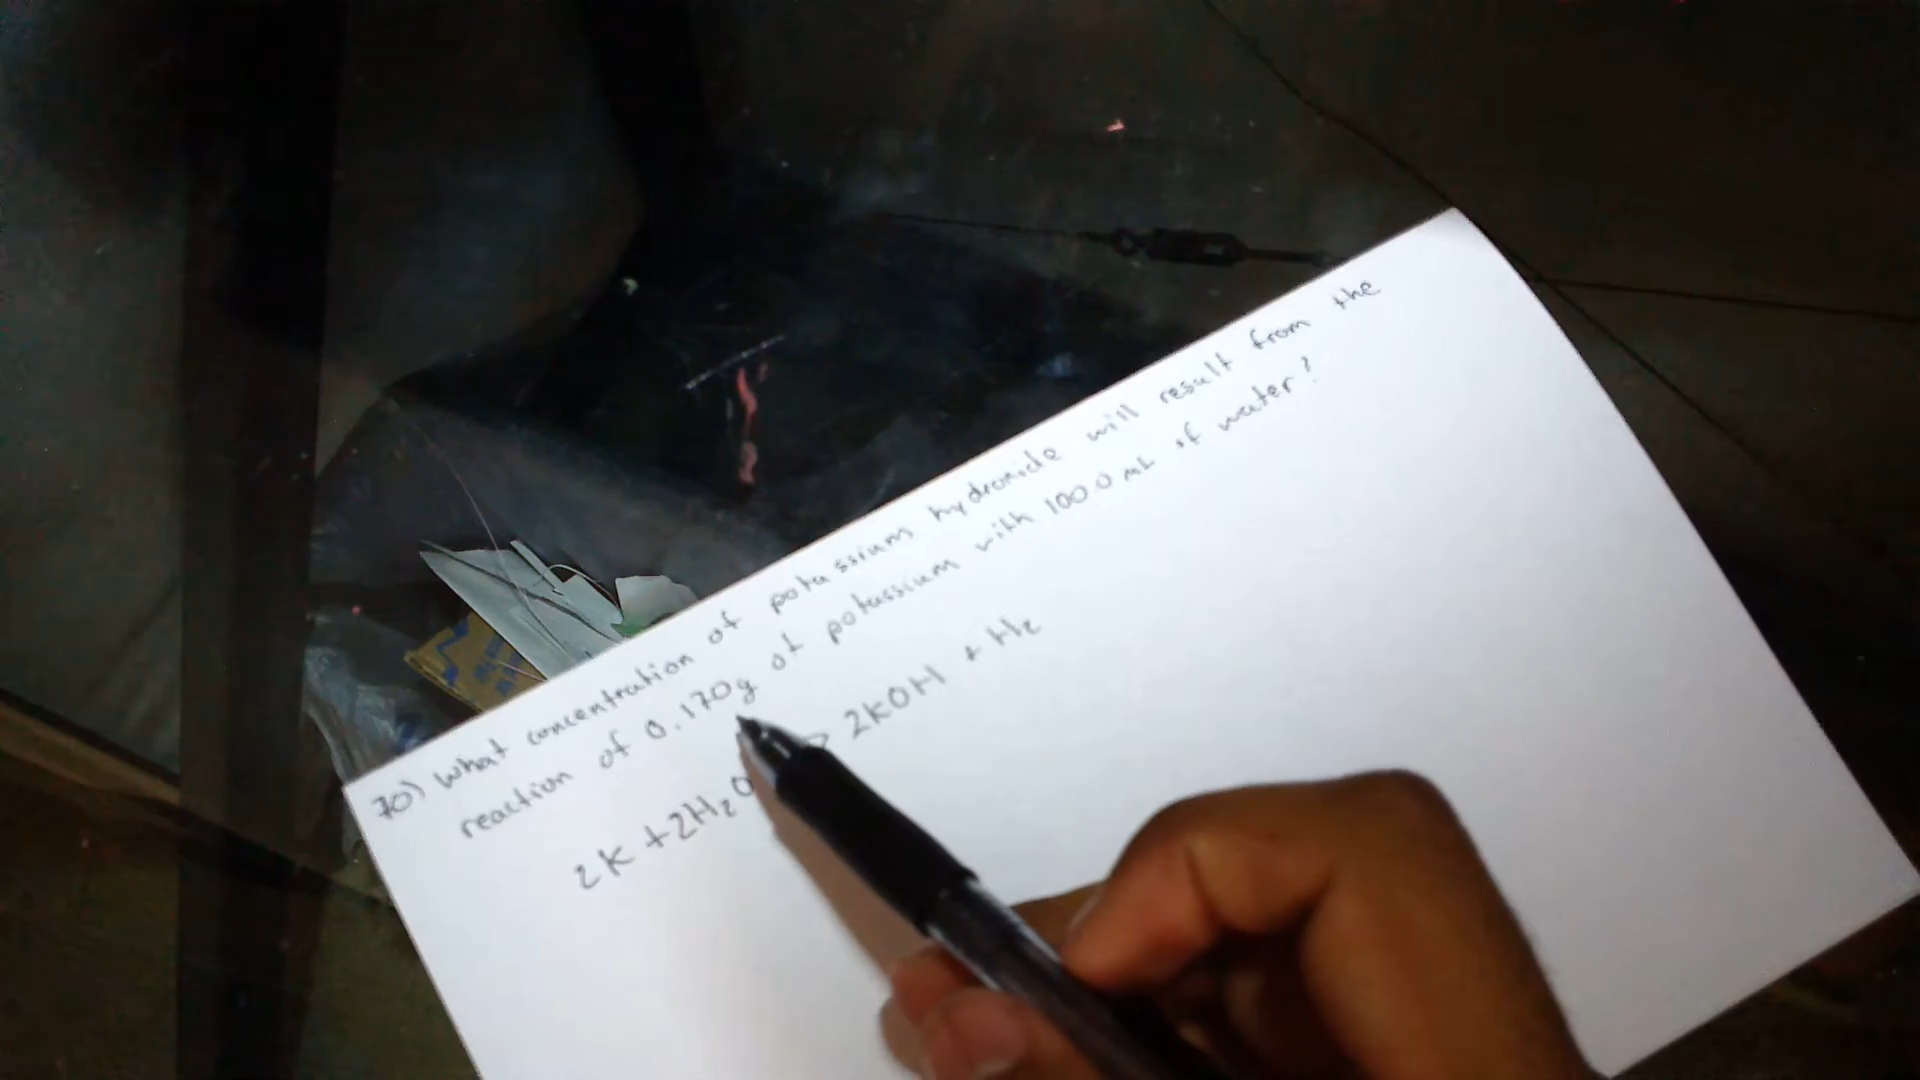 70) What concentration of potassium hydroxide will result from the
reaction of 0.170g of potassium with 100.0 mL of water?
2K + 2H2O > 2KOH + H2